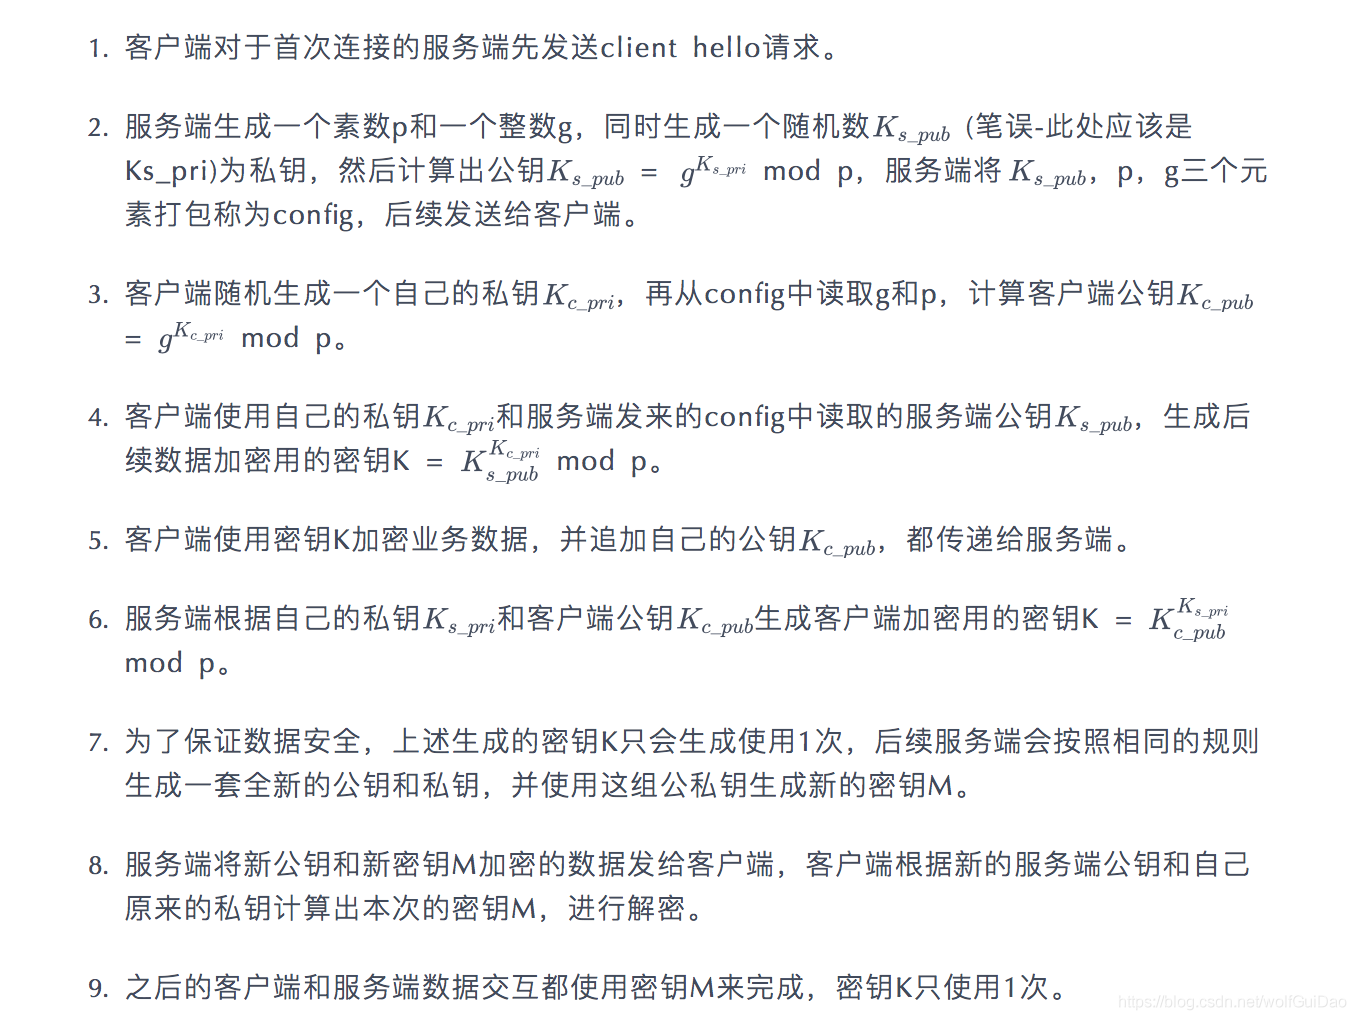 1. 客户端对于首次连接的服务端先发送client hello请求。
2. 服务端生成一个素数p和一个整数g，同时生成一个随机数K_{s\_pub} (笔误-此处应该是
Ks_pri)为私钥，然后计算出公钥K_{s\_pub} = g^{K_{s\_pri}} mod p，服务端将 K_{s\_pub}，p，g三个元
素打包称为config，后续发送给客户端。
3. 客户端随机生成一个自己的私钥K_{c\_pri}，再从config中读取g和p，计算客户端公钥K_{c\_pub}
= g^{K_{c\_pri}} mod p。
4. 客户端使用自己的私钥K_{c\_pri}和服务端发来的config中读取的服务端公钥K_{s\_pub}，生成后
续数据加密用的密钥K = K_{s\_pub}^{K_{c\_pri}} mod p。
5. 客户端使用密钥K加密业务数据，并追加自己的公钥K_{c\_pub}，都传递给服务端。
6. 服务端根据自己的私钥K_{s\_pri}和客户端公钥K_{c\_pub}生成客户端加密用的密钥K = K_{c\_pub}^{K_{s\_pri}}
mod p。
7. 为了保证数据安全，上述生成的密钥K只会生成使用1次，后续服务端会按照相同的规则
生成一套全新的公钥和私钥，并使用这组公私钥生成新的密钥M。
8. 服务端将新公钥和新密钥M加密的数据发给客户端，客户端根据新的服务端公钥和自己
原来的私钥计算出本次的密钥M，进行解密。
9. 之后的客户端和服务端数据交互都使用密钥M来完成，密钥K只使用1次。
https://blog.csdn.net/wolfGuiDao